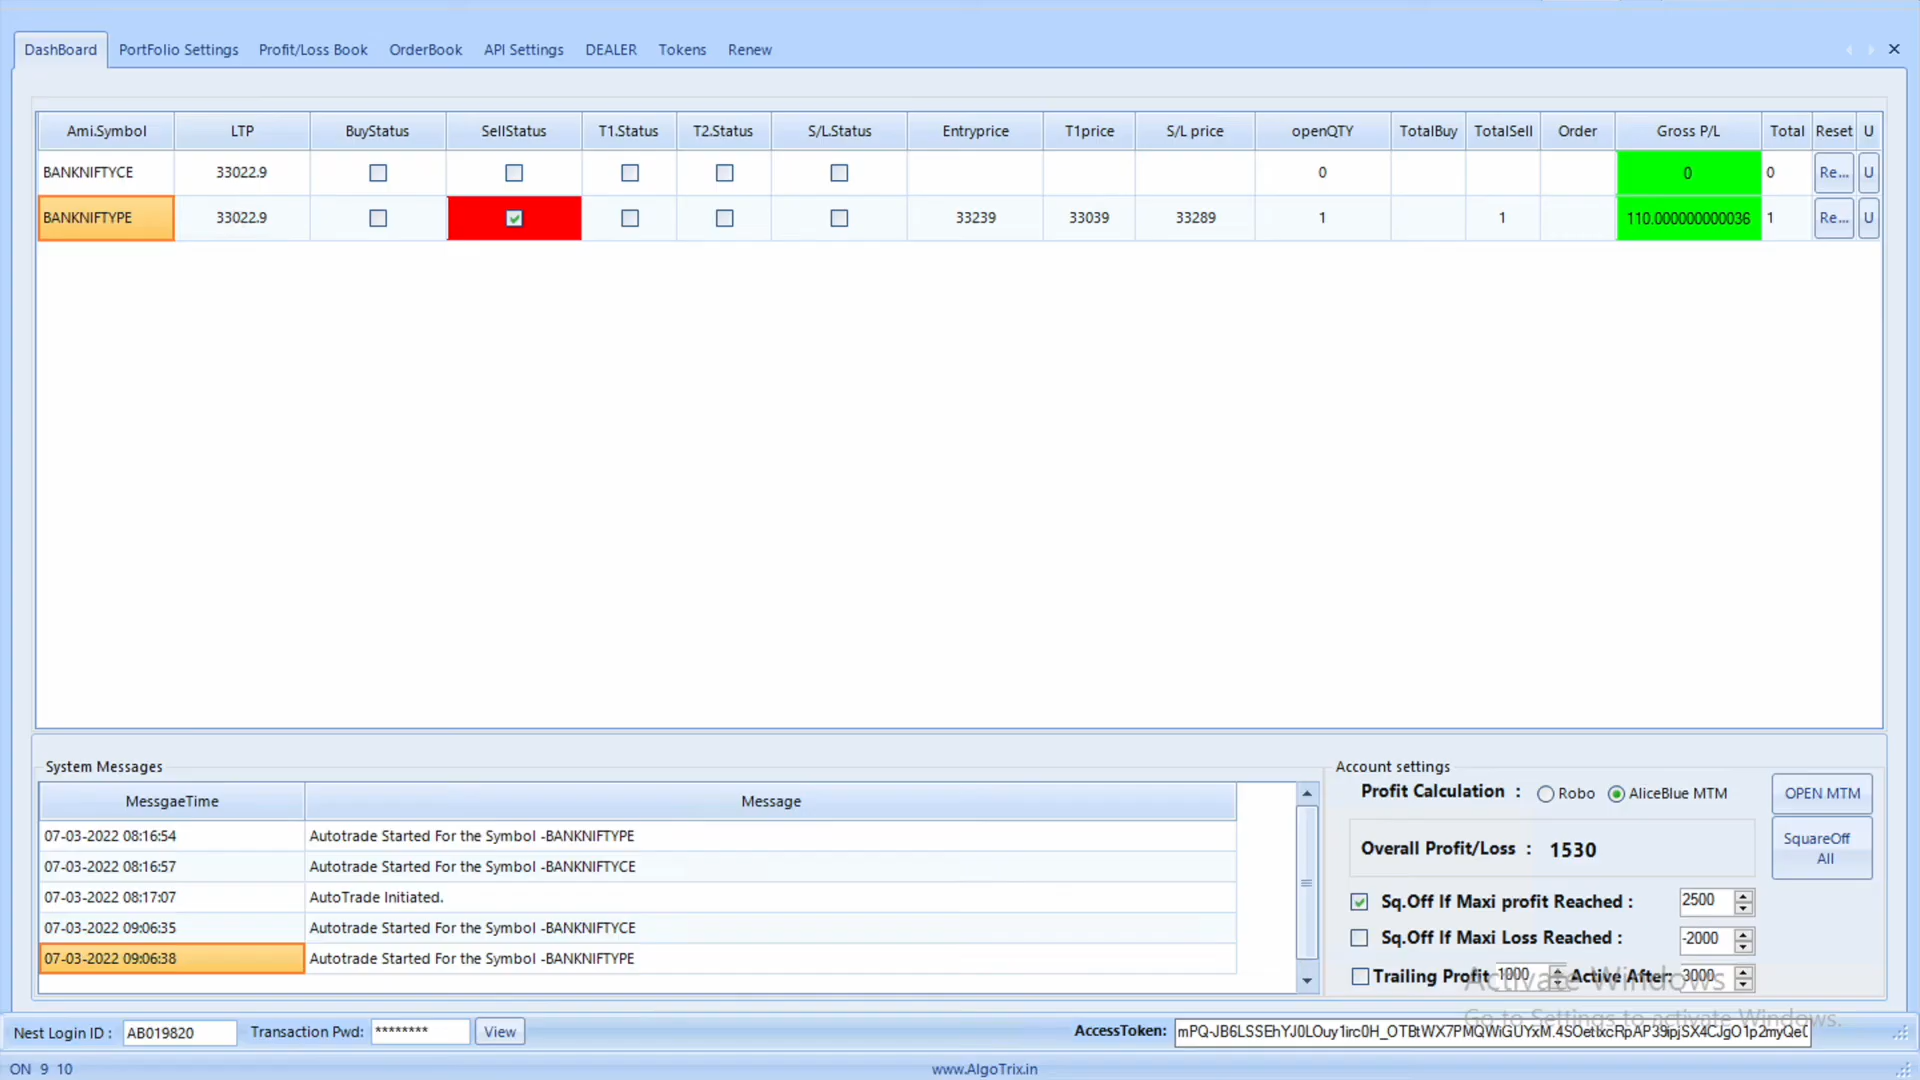 DashBoard PortFolio Settings Profit/Loss Book OrderBook API Settings DEALER Tokens Renew
Ami.Symbol LTP BuyStatus SellStatus T1.Status T2.Status S/L.Status Entryprice T1price S/L price openQTY TotalBuy TotalSell Order Gross P/L Total Reset U
BANKNIFTYCE 33022.9 0 0 0 Re... U
BANKNIFTYPE 33022.9 33239 33039 33289 1 1 110.000000000036 1 Re... U
System Messages
MessgaeTime Message
07-03-2022 08:16:54 Autotrade Started For the Symbol -BANKNIFTYPE
07-03-2022 08:16:57 Autotrade Started For the Symbol -BANKNIFTYCE
07-03-2022 08:17:07 AutoTrade Initiated.
07-03-2022 09:06:35 Autotrade Started For the Symbol -BANKNIFTYCE
07-03-2022 09:06:38 Autotrade Started For the Symbol -BANKNIFTYPE
Account settings
Profit Calculation : Robo AliceBlue MTM OPEN MTM
Overall Profit/Loss : 1530 SquareOff All
Sq.Off If Maxi profit Reached : 2500
Sq.Off If Maxi Loss Reached : -2000
Trailing Profit 1000 Active After: 3000
Activate Windows
Go to Settings to activate Windows.
Nest Login ID : AB019820 Transaction Pwd: ******** View AccessToken:
ON 9 10 www.AlgoTrix.in